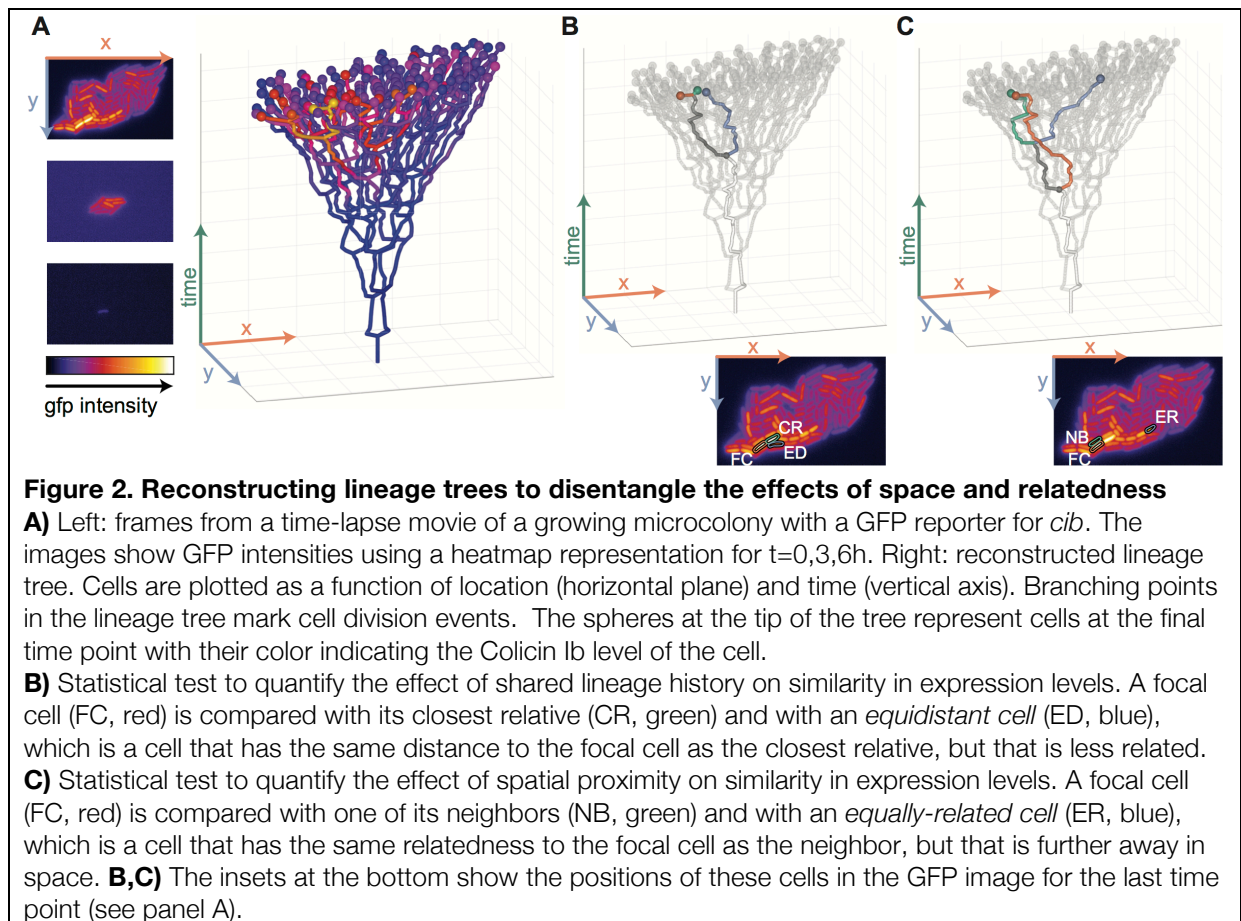 A
x
y
gfp intensity
time
x
y
B
time
x
y
x
y
CR
ED
FC
C
time
x
y
x
y
ER
NB
FC
Figure 2. Reconstructing lineage trees to disentangle the effects of space and relatedness
A) Left: frames from a time-lapse movie of a growing microcolony with a GFP reporter for cib. The
images show GFP intensities using a heatmap representation for t=0,3,6h. Right: reconstructed lineage
tree. Cells are plotted as a function of location (horizontal plane) and time (vertical axis). Branching points
in the lineage tree mark cell division events.  The spheres at the tip of the tree represent cells at the final
time point with their color indicating the Colicin Ib level of the cell.
B) Statistical test to quantify the effect of shared lineage history on similarity in expression levels. A focal
cell (FC, red) is compared with its closest relative (CR, green) and with an equidistant cell (ED, blue),
which is a cell that has the same distance to the focal cell as the closest relative, but that is less related.
C) Statistical test to quantify the effect of spatial proximity on similarity in expression levels. A focal cell
(FC, red) is compared with one of its neighbors (NB, green) and with an equally-related cell (ER, blue),
which is a cell that has the same relatedness to the focal cell as the neighbor, but that is further away in
space. B,C) The insets at the bottom show the positions of these cells in the GFP image for the last time
point (see panel A).